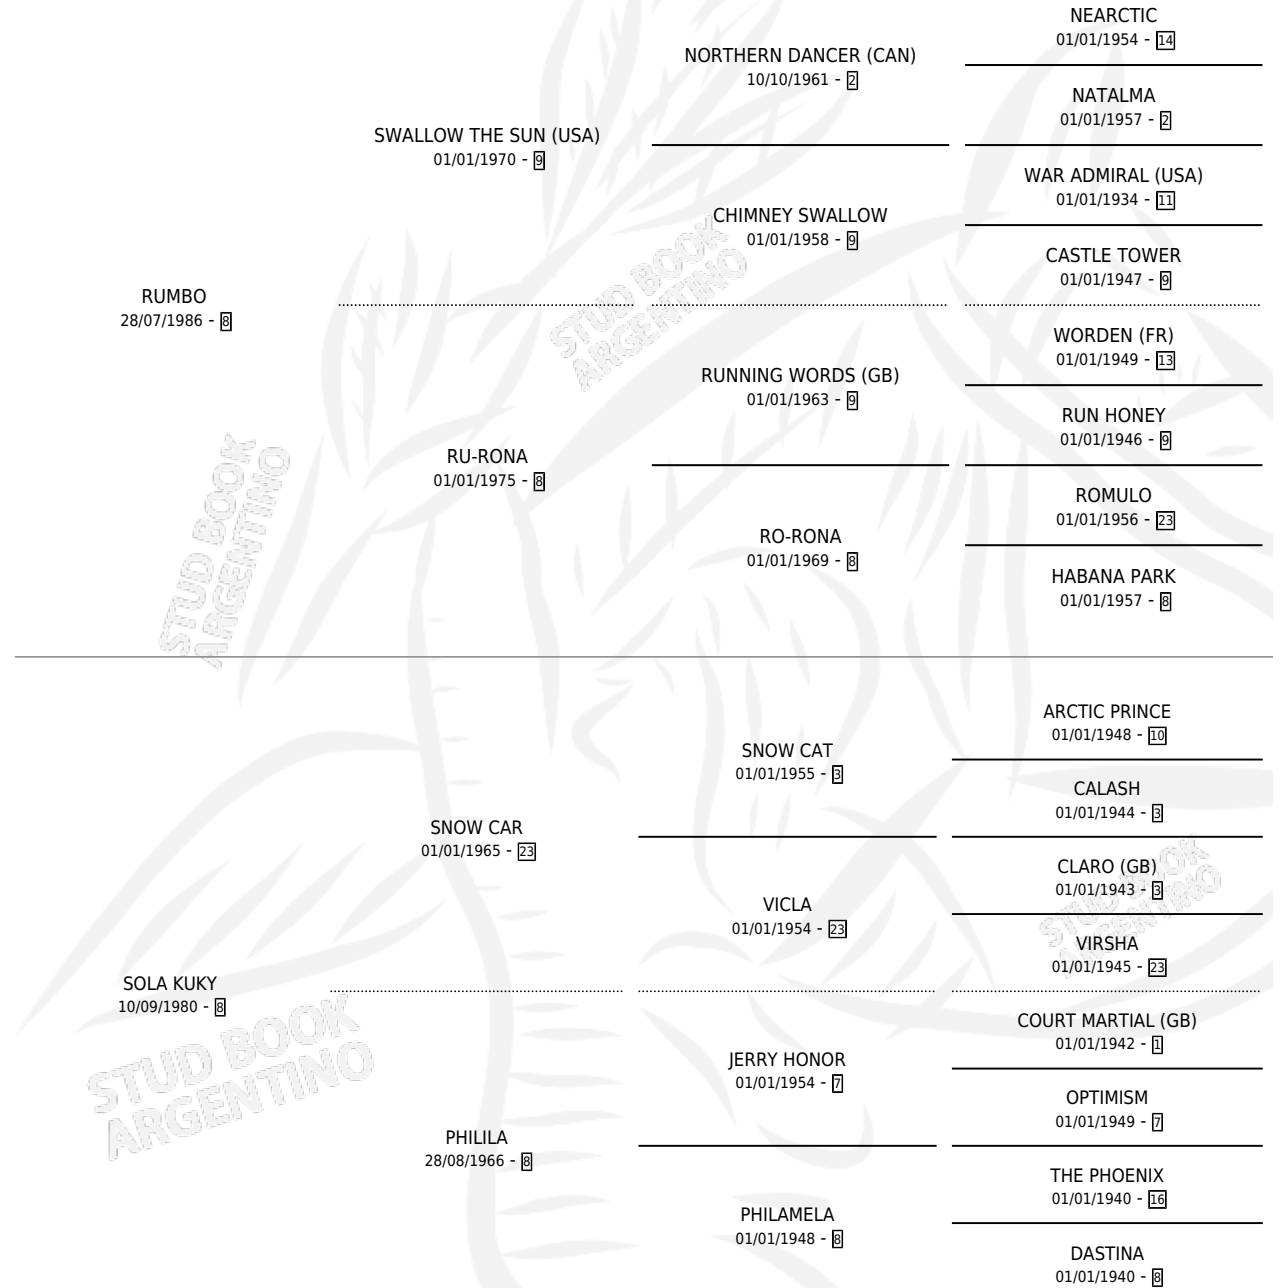 NEARCTIC
01/01/1954 - 14
NORTHERN DANCER (CAN)
10/10/1961 - 2
NATALMA
01/01/1957 - 2
SWALLOW THE SUN (USA)
01/01/1970 - 9
WAR ADMIRAL (USA)
01/01/1934 - 11
CHIMNEY SWALLOW
01/01/1958 - 9
CASTLE TOWER
01/01/1947 - 9
STUD BOOK
ARGENTINO
RUMBO
28/07/1986 - 8
WORDEN (FR)
01/01/1949 - 13
RUNNING WORDS (GB)
01/01/1963 - 9
RUN HONEY
01/01/1946 - 9
RU-RONA
01/01/1975 - 8
ROMULO
01/01/1956 - 23
RO-RONA
01/01/1969 - 8
HABANA PARK
01/01/1957 - 8
STUD BOOK
ARGENTINO
ARCTIC PRINCE
01/01/1948 - 10
SNOW CAT
01/01/1955 - 3
CALASH
01/01/1944 - 3
SNOW CAR
01/01/1965 - 23
CLARO (GB)
01/01/1943 - 3
VICLA
01/01/1954 - 23
VIRSHA
01/01/1945 - 23
STUD BOOK
ARGENTINO
SOLA KUKY
10/09/1980 - 8
COURT MARTIAL (GB)
01/01/1942 - 1
JERRY HONOR
01/01/1954 - 7
OPTIMISM
01/01/1949 - 7
STUD BOOK
ARGENTINO
PHILILA
28/08/1966 - 8
THE PHOENIX
01/01/1940 - 16
PHILAMELA
01/01/1948 - 8
DASTINA
01/01/1940 - 8